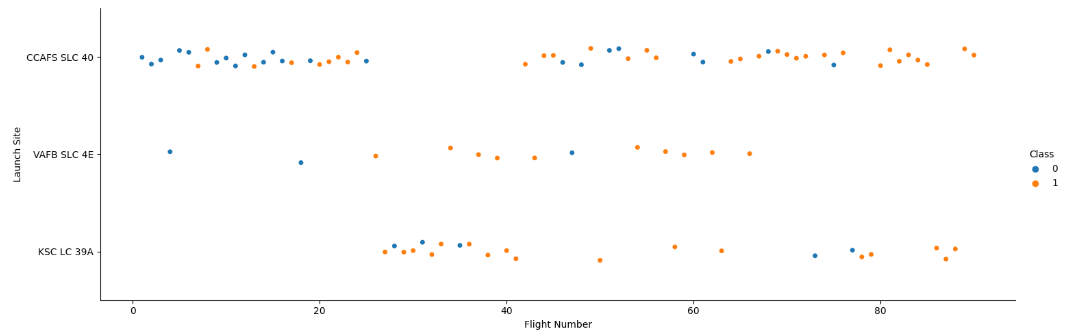 CCAFS SLC 40
VAFB SLC 4E
KSC LC 39A
Launch Site
0
20
40
60
80
Flight Number
Class
0
1